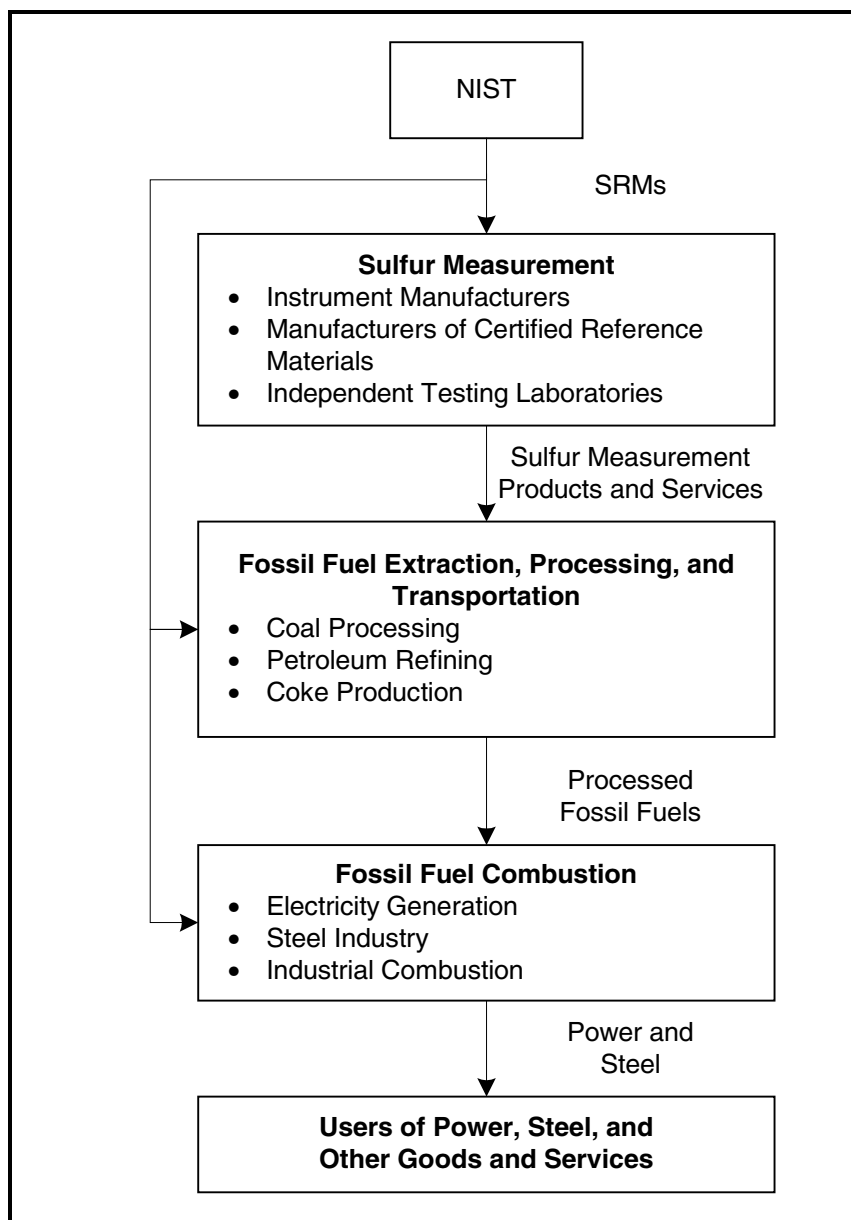 NIST
SRMs
Sulfur Measurement
• Instrument Manufacturers
• Manufacturers of Certified Reference
Materials
• Independent Testing Laboratories
Sulfur Measurement
Products and Services
Fossil Fuel Extraction, Processing, and
Transportation
• Coal Processing
• Petroleum Refining
• Coke Production
Processed
Fossil Fuels
Fossil Fuel Combustion
• Electricity Generation
• Steel Industry
• Industrial Combustion
Power and
Steel
Users of Power, Steel, and
Other Goods and Services